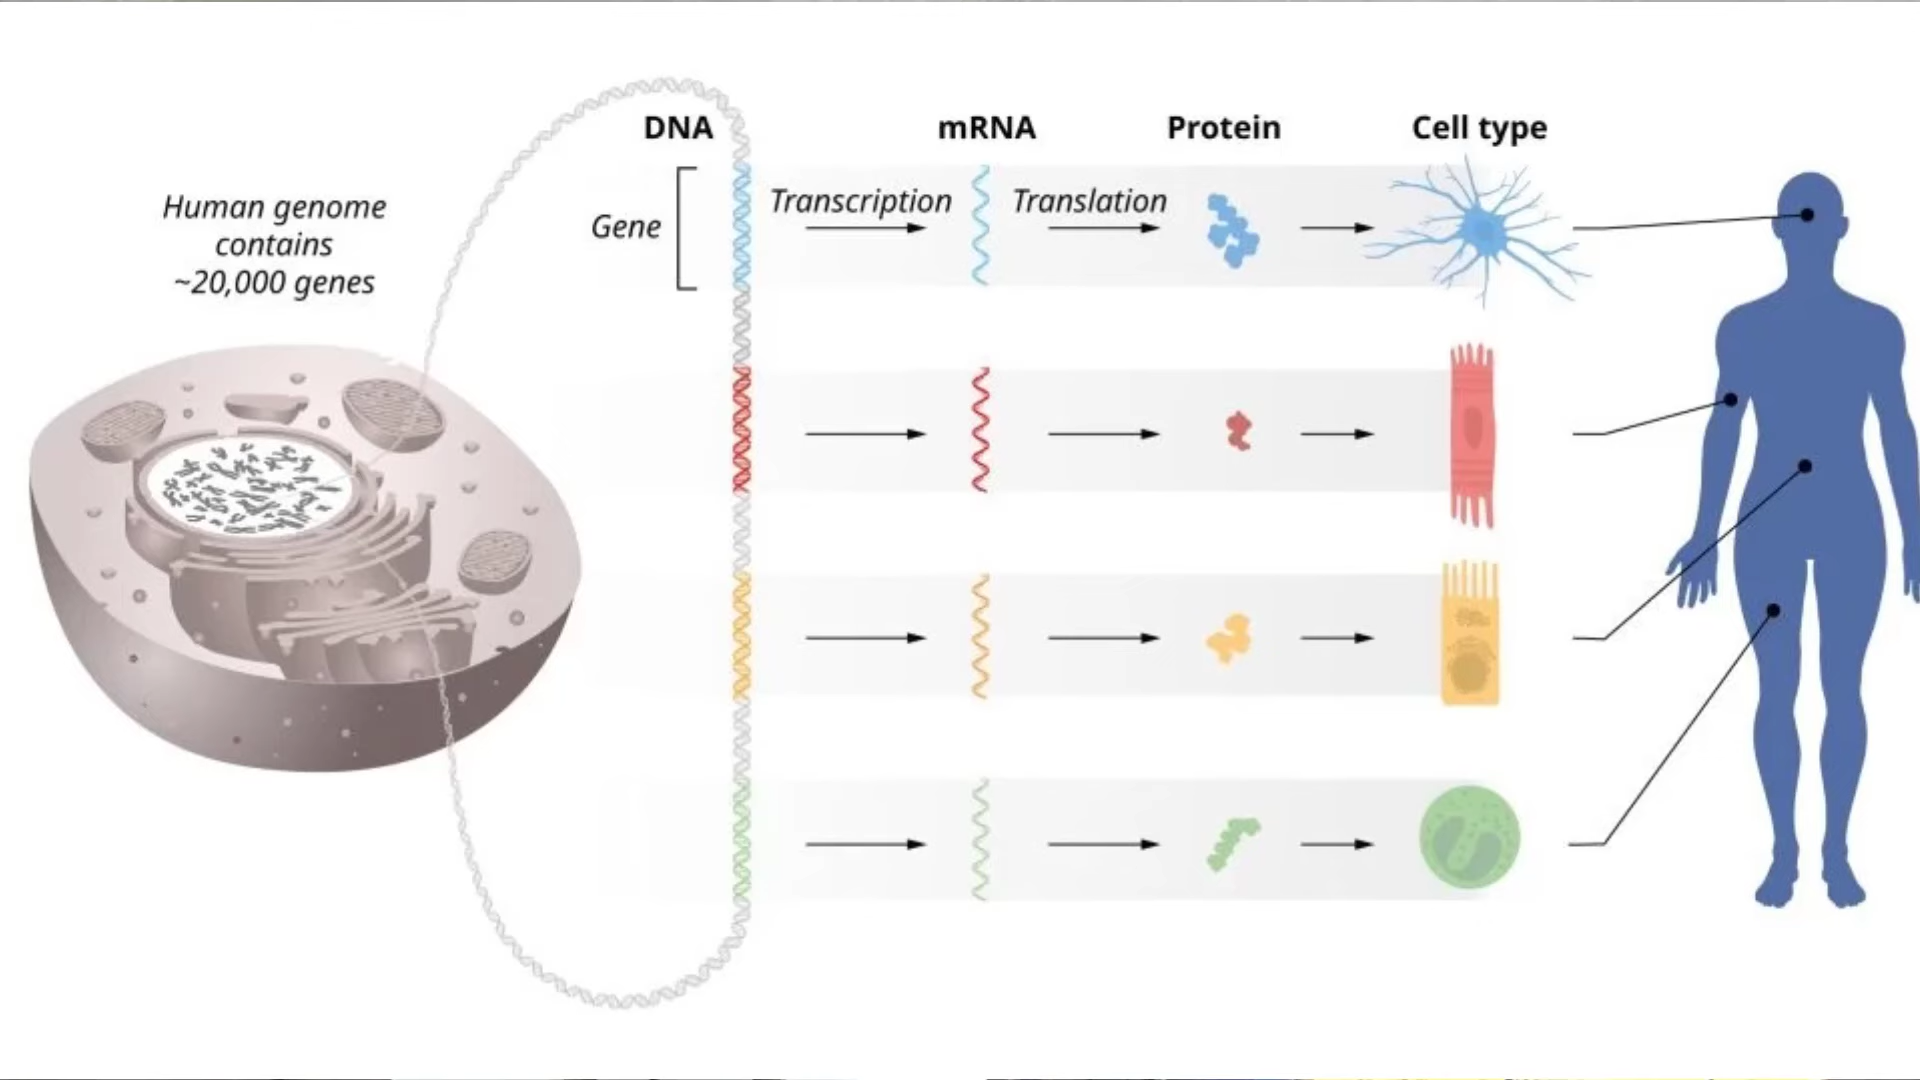 DNA
mRNA
Protein
Cell type
Human genome
contains
~20,000 genes
Gene
Transcription
Translation